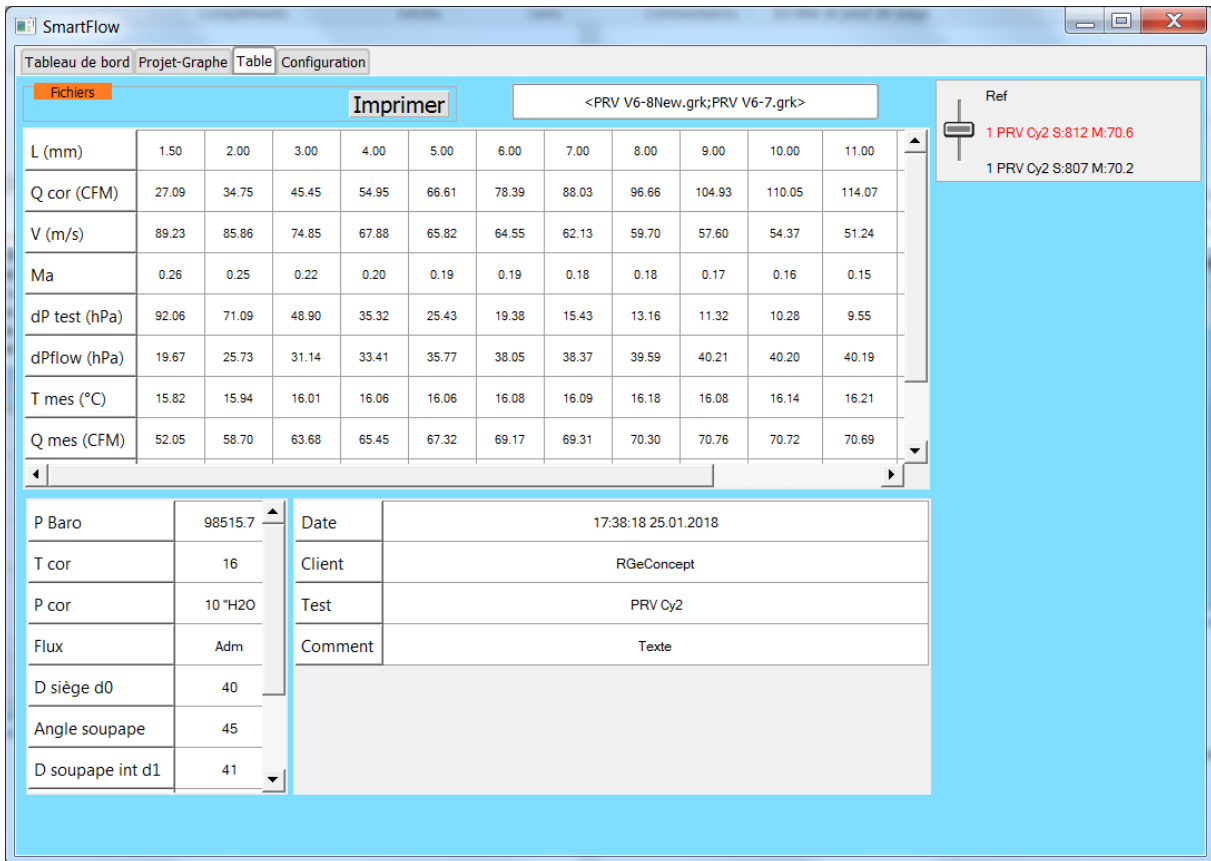 SmartFlow
Tableau de bord Projet-Graphe Table Configuration
Fichiers
Imprimer
<PRV V6-8New.grk;PRV V6-7.grk>
Ref
1 PRV Cy2 S:812 M:70.6
1 PRV Cy2 S:807 M:70.2
L (mm) 1.50 2.00 3.00 4.00 5.00 6.00 7.00 8.00 9.00 10.00 11.00
Q cor (CFM) 27.09 34.75 45.45 54.95 66.61 78.39 88.03 96.66 104.93 110.05 114.07
V (m/s) 89.23 85.86 74.85 67.88 65.82 64.55 62.13 59.70 57.60 54.37 51.24
Ma 0.26 0.25 0.22 0.20 0.19 0.19 0.18 0.18 0.17 0.16 0.15
dP test (hPa) 92.06 71.09 48.90 35.32 25.43 19.38 15.43 13.16 11.32 10.28 9.55
dPflow (hPa) 19.67 25.73 31.14 33.41 35.77 38.05 38.37 39.59 40.21 40.20 40.19
T mes (°C) 15.82 15.94 16.01 16.06 16.06 16.08 16.09 16.18 16.08 16.14 16.21
Q mes (CFM) 52.05 58.70 63.68 65.45 67.32 69.17 69.31 70.30 70.76 70.72 70.69
P Baro 98515.7
T cor 16
P cor 10 "H2O
Flux Adm
D siège d0 40
Angle soupape 45
D soupape int d1 41
Date 17:38:18 25.01.2018
Client RGeConcept
Test PRV Cy2
Comment Texte